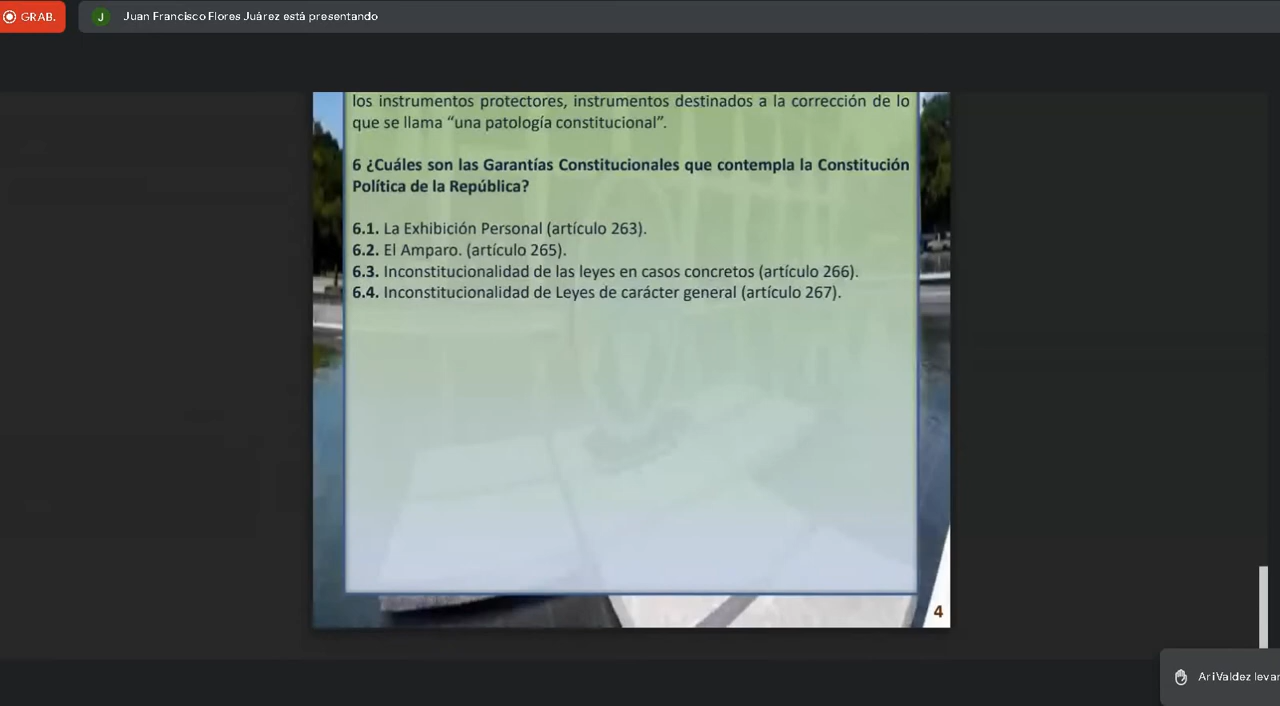 GRAB.
J
Juan Francisco Flores Juárez está presentando
los instrumentos protectores, instrumentos destinados a la corrección de lo
que se llama “una patología constitucional”.
6 ¿Cuáles son las Garantías Constitucionales que contempla la Constitución
Política de la República?
6.1. La Exhibición Personal (artículo 263).
6.2. El Amparo. (artículo 265).
6.3. Inconstitucionalidad de las leyes en casos concretos (artículo 266).
6.4. Inconstitucionalidad de Leyes de carácter general (artículo 267).
4
AriValdez levan